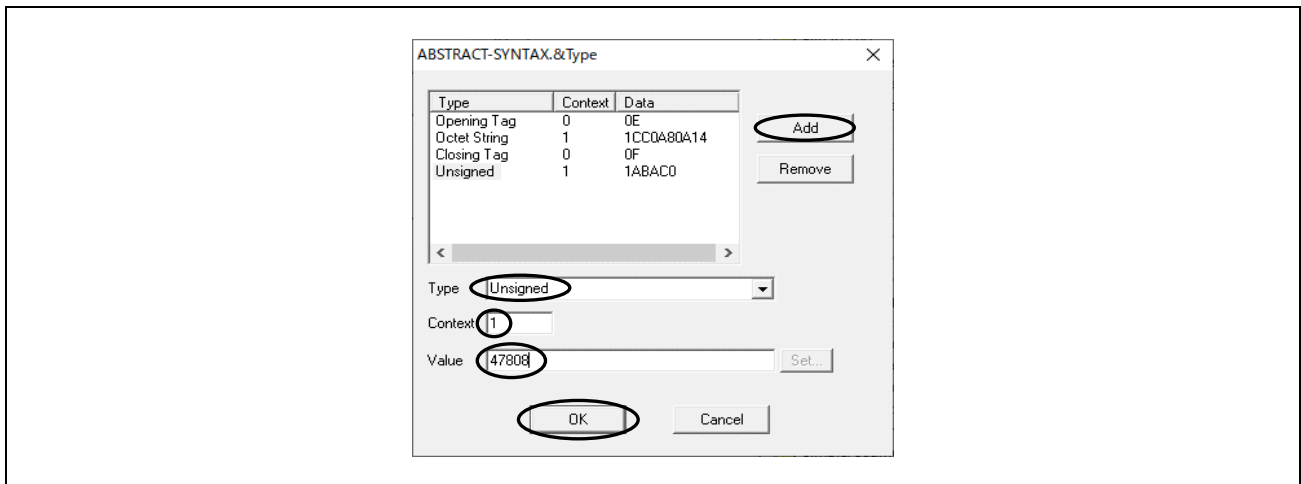 ABSTRACT-SYNTAX.&Type
Type Context Data
Opening Tag 0 0E
Octet String 1 1CC0A80A14
Closing Tag 0 0F
Unsigned 1 1ABAC0
Add
Remove
Type Unsigned
Context 1
Value 47808 Set...
OK Cancel